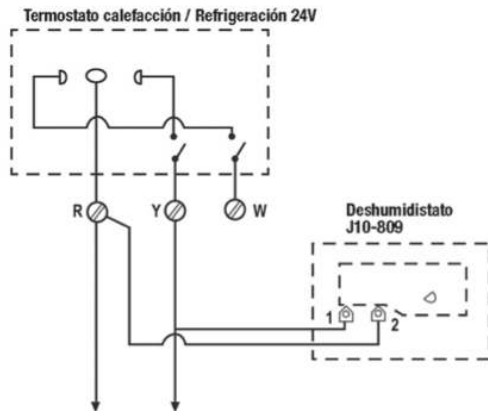 Termostato calefacción / Refrigeración 24V
R
Y
W
Deshumidistato
J10-809
1
2